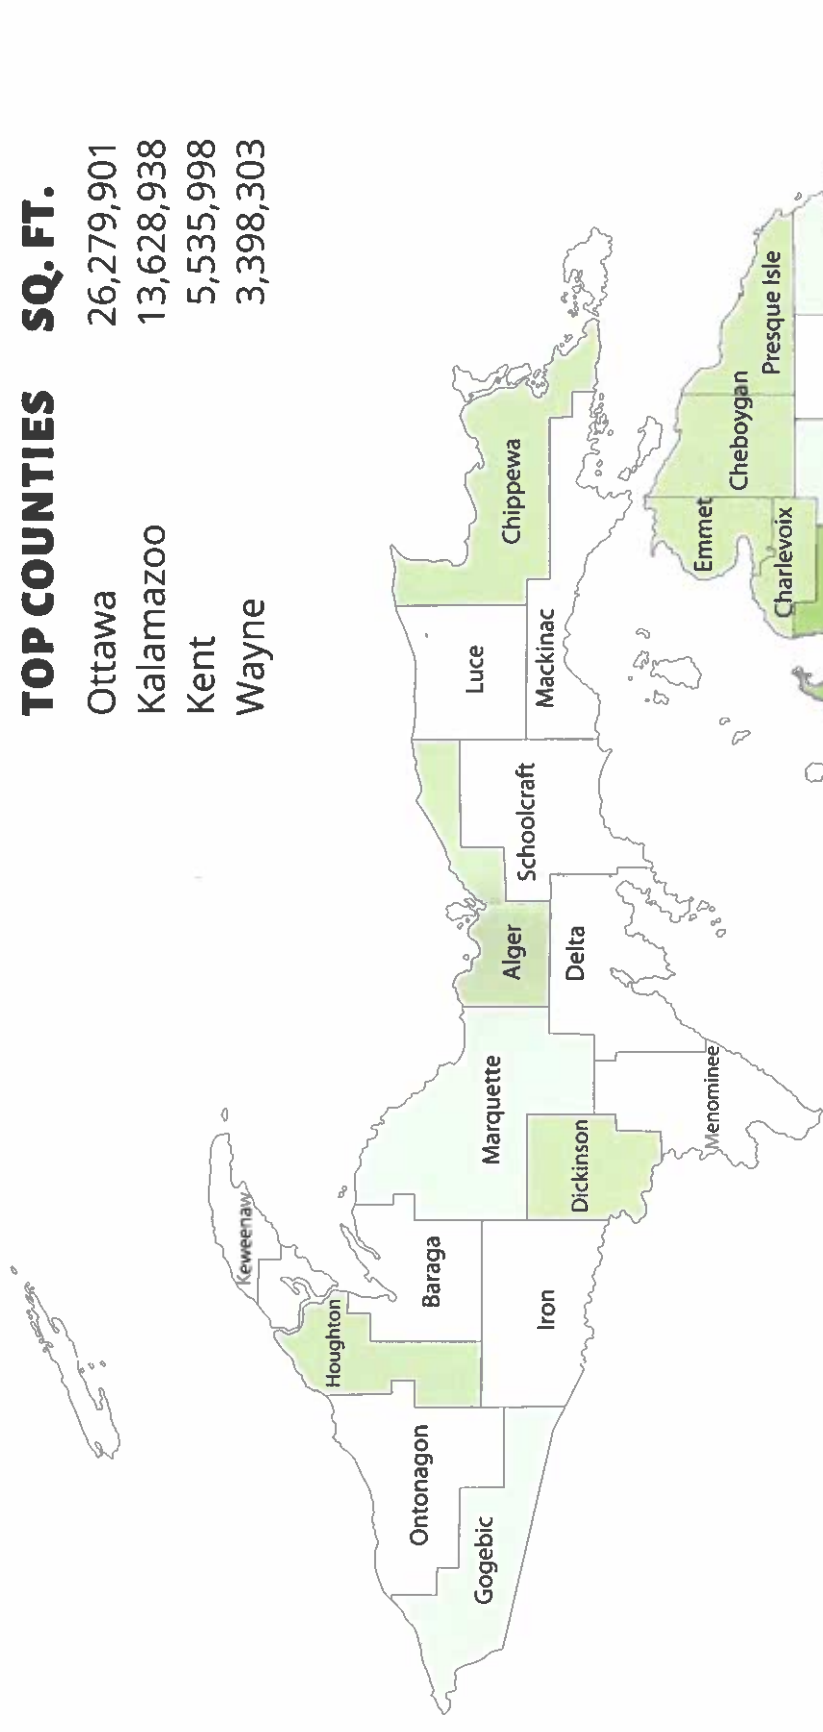 TOP COUNTIES SQ. FT.
Ottawa 26,279,901
Kalamazoo 13,628,938
Kent 5,535,998
Wayne 3,398,303
Keweenaw
Houghton
Ontonagon
Baraga
Gogebic
Iron
Marquette
Dickinson
Menominee
Alger
Delta
Schoolcraft
Luce
Mackinac
Chippewa
Emmet
Cheboygan
Presque Isle
Charlevoix